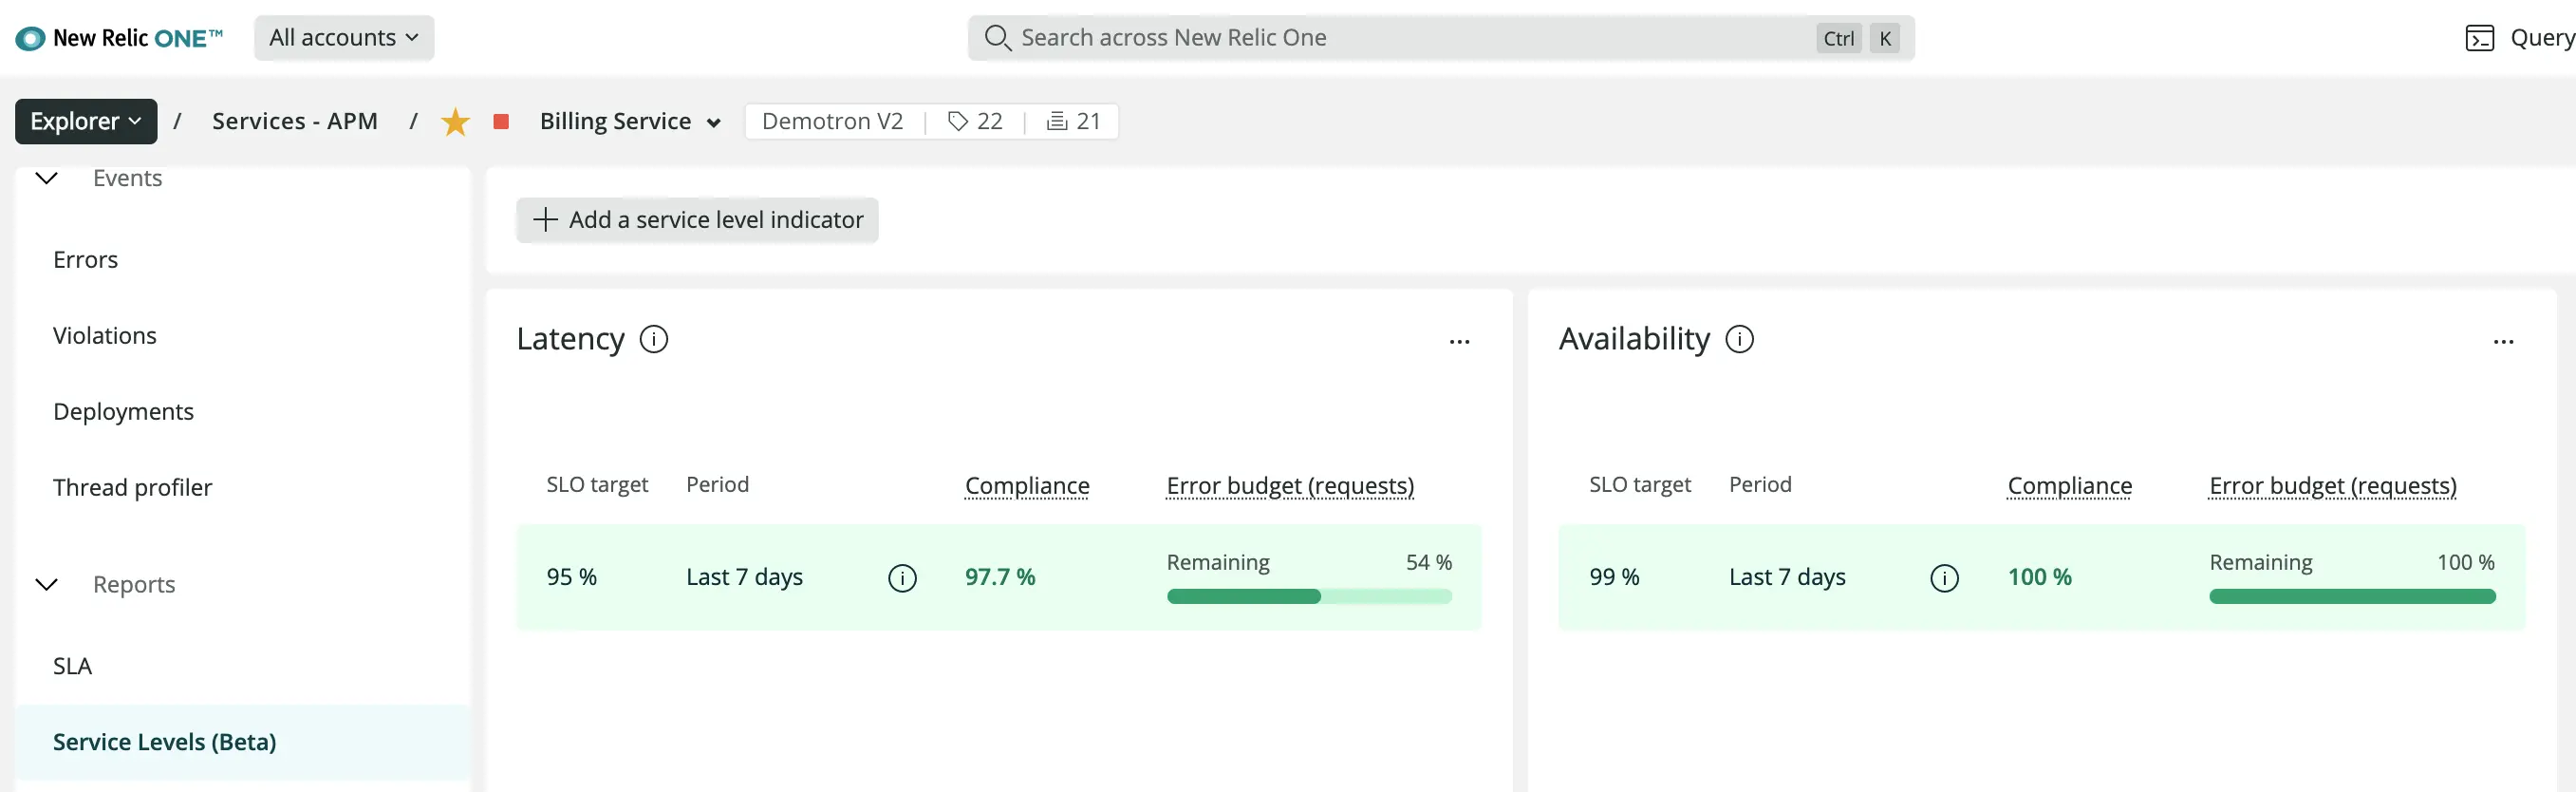 New Relic ONE™ All accounts Search across New Relic One Ctrl K Query
Explorer / Services - APM / Billing Service Demotron V2 | 22 | 21
Events
Errors
Violations
Deployments
Thread profiler
Reports
SLA
Service Levels (Beta)
+ Add a service level indicator
Latency
SLO target Period Compliance Error budget (requests)
95 % Last 7 days 97.7 % Remaining 54 %
Availability
SLO target Period Compliance Error budget (requests)
99 % Last 7 days 100 % Remaining 100 %